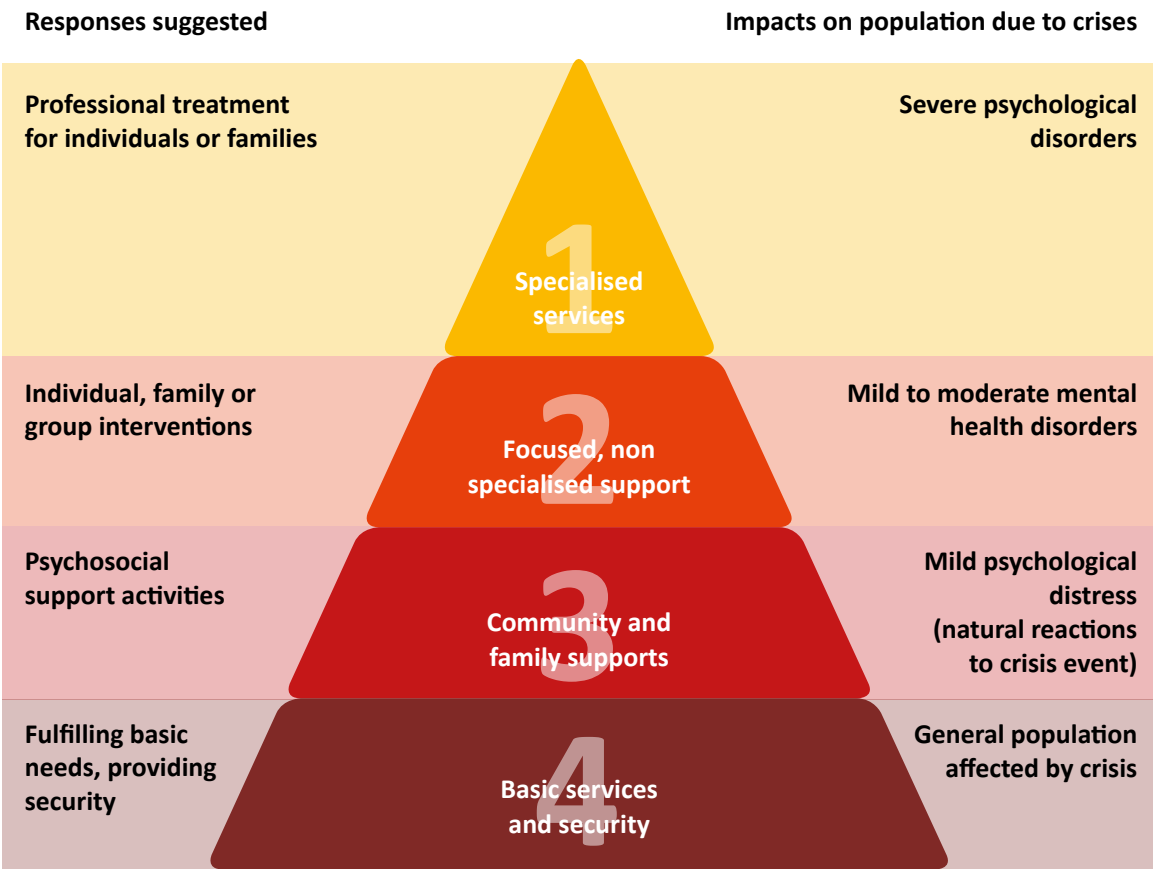 Responses suggested
Impacts on population due to crises
Professional treatment
for individuals or families
1
Specialised
services
Severe psychological
disorders
Individual, family or
group interventions
2
Focused, non
specialised support
Mild to moderate mental
health disorders
Psychosocial
support activities
3
Community and
family supports
Mild psychological
distress
(natural reactions
to crisis event)
Fulfilling basic
needs, providing
security
4
Basic services
and security
General population
affected by crisis